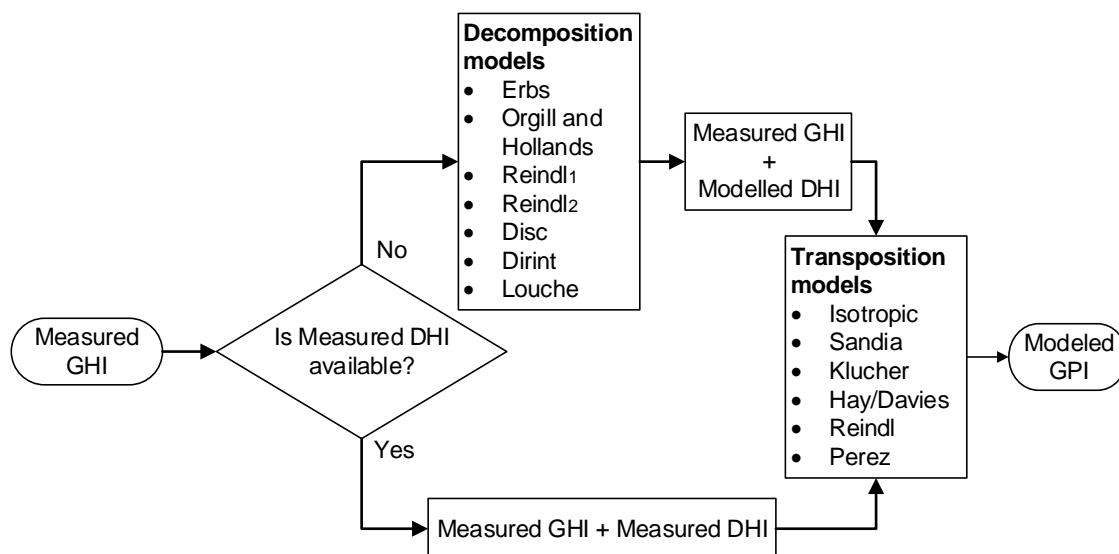 Measured
GHI
Is Measured DHI
available?
No
Yes
Decomposition
models
• Erbs
• Orgill and
Hollands
• Reindl1
• Reindl2
• Disc
• Dirint
• Louche
Measured GHI
+
Modelled DHI
Measured GHI + Measured DHI
Transposition
models
• Isotropic
• Sandia
• Klucher
• Hay/Davies
• Reindl
• Perez
Modeled
GPI